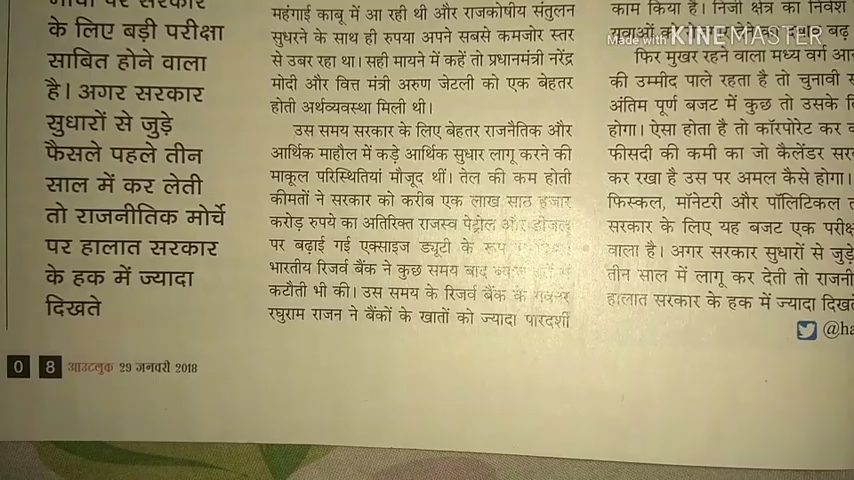 के लिए बड़ी परीक्षा
साबित होने वाला
है। अगर सरकार
सुधारों से जुड़े
फैसले पहले तीन
साल में कर लेती
तो राजनीतिक मोर्चे
पर हालात सरकार
के हक में ज्यादा
दिखते
महंगाई काबू में आ रही थी और राजकोषीय संतुलन
सुधरने के साथ ही रुपया अपने सबसे कमजोर स्तर
से उबर रहा था। सही मायने में कहें तो प्रधानमंत्री नरेंद्र
मोदी और वित्त मंत्री अरुण जेटली को एक बेहतर
होती अर्थव्यवस्था मिली थी।
उस समय सरकार के लिए बेहतर राजनैतिक और
आर्थिक माहौल में कड़े आर्थिक सुधार लागू करने की
माकूल परिस्थितियां मौजूद थीं। तेल की कम होती
कीमतों ने सरकार को करीब एक लाख साठ हजार
करोड़ रुपये का अतिरिक्त राजस्व पेट्रोल और डीजल
पर बढ़ाई गई एक्साइज ड्यूटी के रूप
भारतीय रिजर्व बैंक ने कुछ समय बाद
कटौती भी की। उस समय के रिजर्व बैंक के गवर्नर
रघुराम राजन ने बैंकों के खातों को ज्यादा पारदर्शी
काम किया है। निजी क्षेत्र का निवेश
युवाओं को
Made with KINEMASTER
फिर मुखर रहने वाला मध्य वर्ग
की उम्मीद पाले रहता है तो चुनावी
अंतिम पूर्ण बजट में कुछ तो उसके
होगा। ऐसा होता है तो कॉरपोरेट कर
फीसदी की कमी का जो कैलेंडर
कर रखा है उस पर अमल कैसे होगा।
फिस्कल, मॉनेटरी और पॉलिटिकल
सरकार के लिए यह बजट एक
वाला है। अगर सरकार सुधारों से जुड़े
तीन साल में लागू कर देती तो
हालात सरकार के हक में ज्यादा
@ha
08 आउटलुक 29 जनवरी 2018